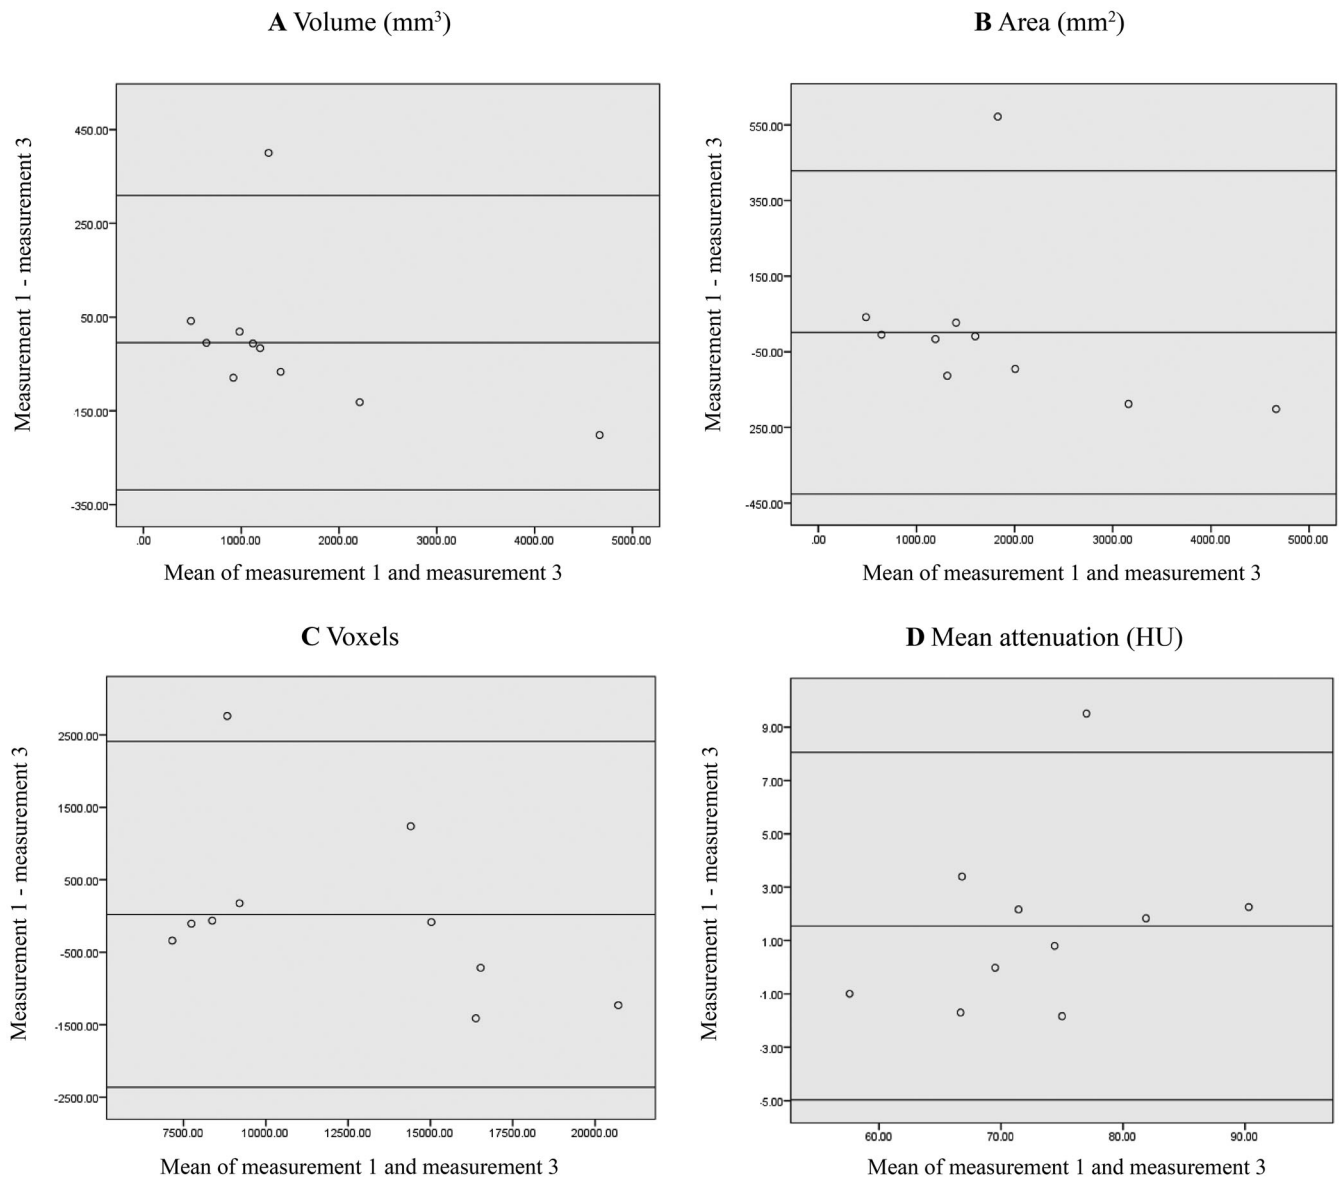 A Volume (mm³)
Measurement 1 - measurement 3
450.00
250.00
50.00
-150.00
-350.00
.00 1000.00 2000.00 3000.00 4000.00 5000.00
Mean of measurement 1 and measurement 3
B Area (mm²)
Measurement 1 - measurement 3
550.00
350.00
150.00
-50.00
250.00
-450.00
.00 1000.00 2000.00 3000.00 4000.00 5000.00
Mean of measurement 1 and measurement 3
C Voxels
Measurement 1 - measurement 3
2500.00
1500.00
500.00
-500.00
-1500.00
-2500.00
7500.00 10000.00 12500.00 15000.00 17500.00 20000.00
Mean of measurement 1 and measurement 3
D Mean attenuation (HU)
Measurement 1 - measurement 3
9.00
7.00
5.00
3.00
1.00
-1.00
-3.00
-5.00
60.00 70.00 80.00 90.00
Mean of measurement 1 and measurement 3